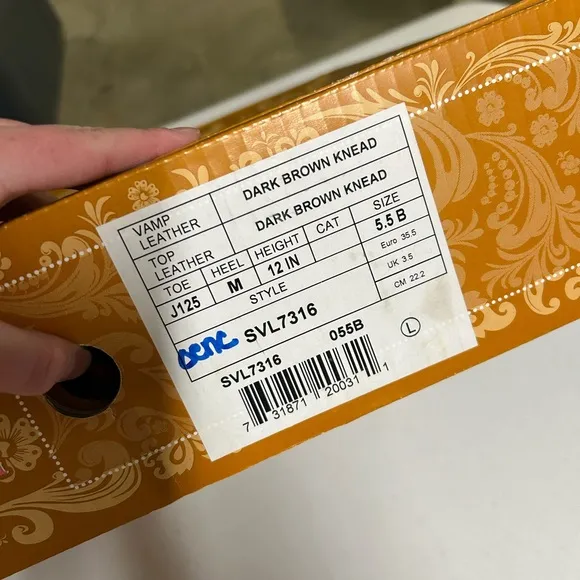 VAMP LEATHER DARK BROWN KNEAD
TOP LEATHER DARK BROWN KNEAD
TOE HEEL HEIGHT CAT SIZE
J125 M 12 IN 5.5 B
STYLE Euro 35.5
UK 3.5
CM 22.2
SVL7316
SVL7316 055B L
7 31871 20031 1